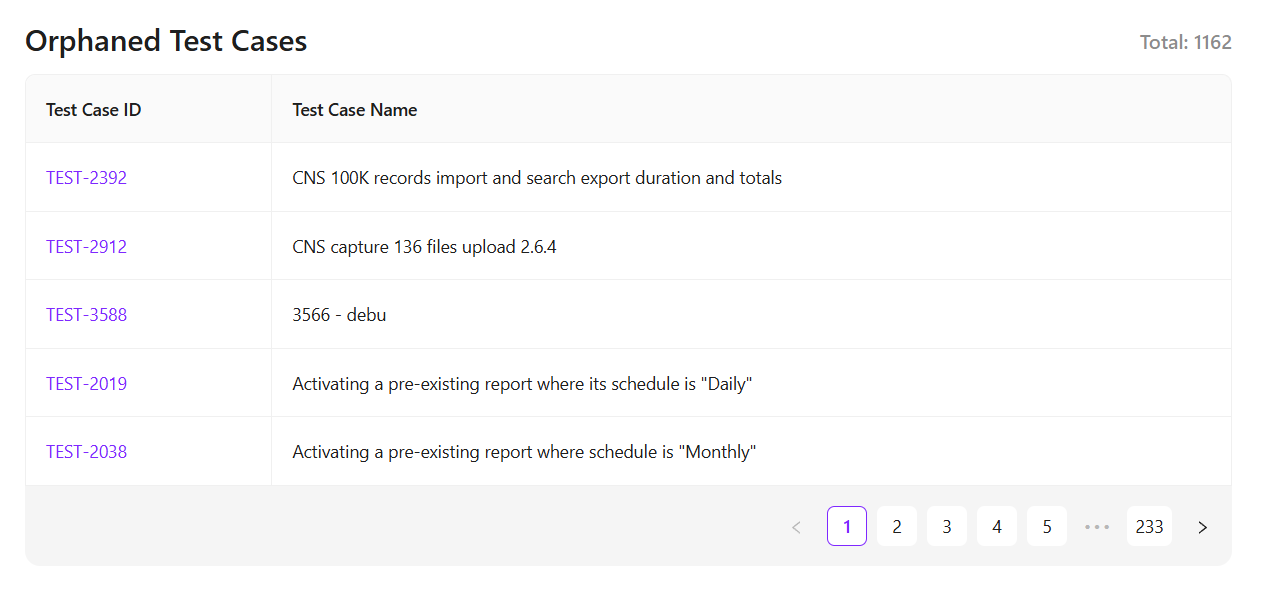 Orphaned Test Cases
Total: 1162
Test Case ID Test Case Name
TEST-2392 CNS 100K records import and search export duration and totals
TEST-2912 CNS capture 136 files upload 2.6.4
TEST-3588 3566 - debu
TEST-2019 Activating a pre-existing report where its schedule is "Daily"
TEST-2038 Activating a pre-existing report where schedule is "Monthly"
< 1 2 3 4 5 ••• 233 >